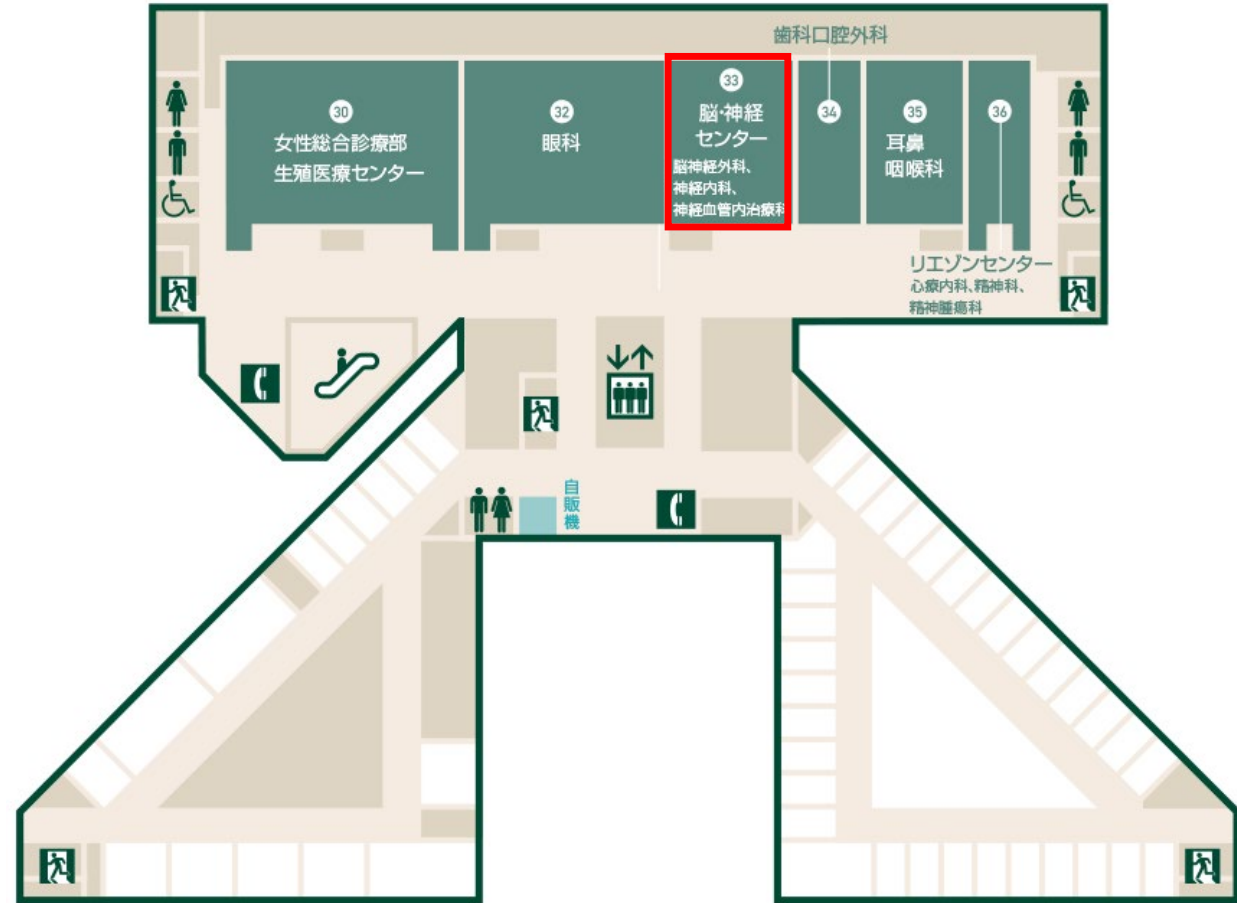 歯科口腔外科
30
女性総合診療部
生殖医療センター
32
眼科
33
脳・神経
センター
脳神経外科、
神経内科、
神経血管内治療科
34
35
耳鼻
咽喉科
36
リエゾンセンター
心療内科、精神科、
精神腫瘍科
自販機